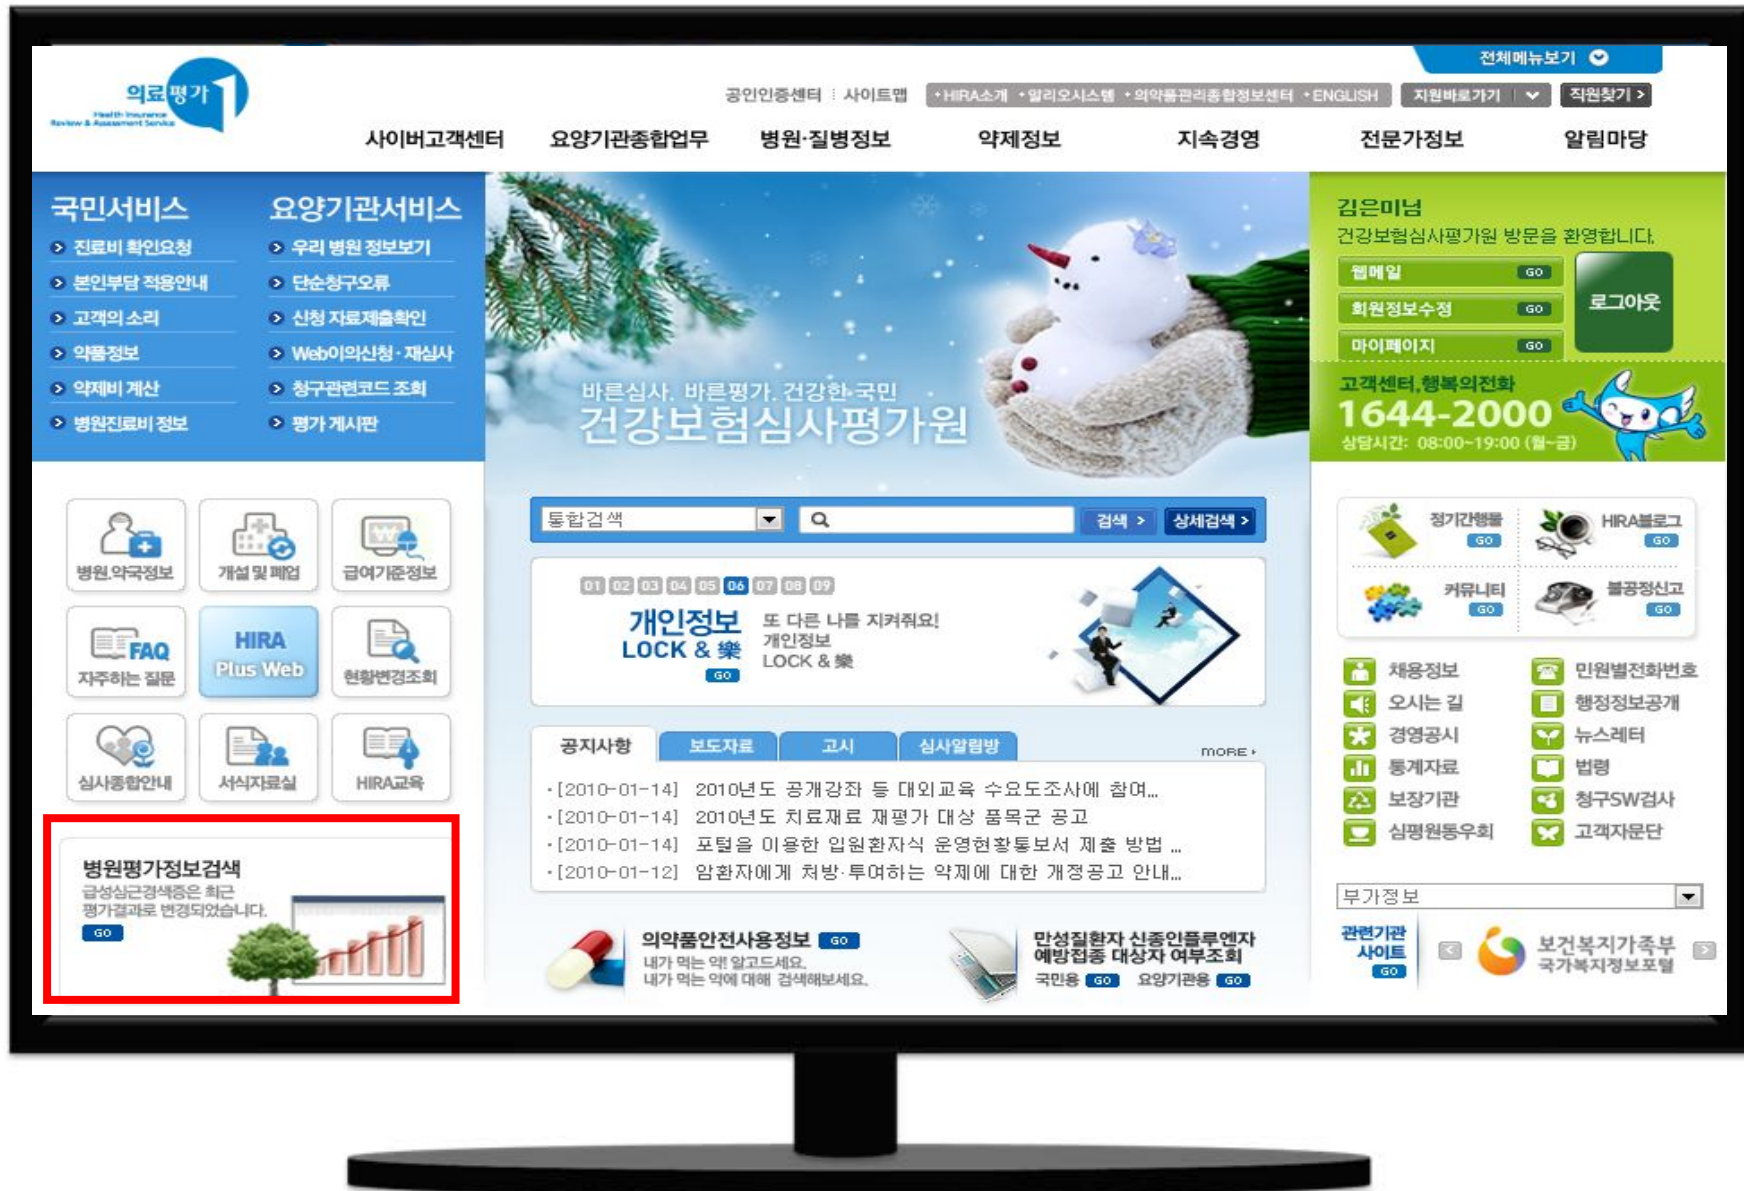 전체메뉴보기
의료평가
Health Insurance
Review & Assessment Service
공인인증센터 사이트맵 HIRA소개 알리오시스템 의약품관리종합정보센터 ENGLISH 지원바로가기 직원찾기 >
사이버고객센터 요양기관종합업무 병원·질병정보 약제정보 지속경영 전문가정보 알림마당
국민서비스
진료비 확인요청
본인부담 적용안내
고객의 소리
약품정보
약제비 계산
병원진료비 정보
요양기관서비스
우리 병원 정보보기
단순청구오류
신청 자료제출확인
Web이의신청·재심사
청구관련코드 조회
평가 게시판
바른심사, 바른평가, 건강한 국민
건강보험심사평가원
김은미님
건강보험심사평가원 방문을 환영합니다.
웹메일 GO
회원정보수정 GO
마이페이지 GO
로그아웃
고객센터,행복의전화
1644-2000
상담시간: 08:00~19:00 (월~금)
병원.약국정보 개설 및 폐업 급여기준정보
FAQ
자주하는 질문
HIRA
Plus Web
현황변경조회
심사종합안내 서식자료실 HIRA교육
병원평가정보검색
급성심근경색증은 최근
평가결과로 변경되었습니다.
GO
통합검색 검색 > 상세검색 >
01 02 03 04 05 06 07 08 09
개인정보
LOCK & 樂
GO
또 다른 나를 지켜줘요!
개인정보
LOCK & 樂
공지사항 보도자료 고시 심사알림방 MORE
·[2010-01-14] 2010년도 공개강좌 등 대외교육 수요도조사에 참여...
·[2010-01-14] 2010년도 치료재료 재평가 대상 품목군 공고
·[2010-01-14] 포털을 이용한 입원환자식 운영현황통보서 제출 방법 ...
·[2010-01-12] 암환자에게 처방·투여하는 약제에 대한 개정공고 안내...
의약품안전사용정보 GO
내가 먹는 약! 알고드세요.
내가 먹는 약에 대해 검색해보세요.
만성질환자 신종인플루엔자
예방접종 대상자 여부조회
국민용 GO 요양기관용 GO
정기간행물 GO
HIRA블로그 GO
커뮤니티 GO
불공정신고 GO
채용정보 민원별전화번호
오시는 길 행정정보공개
경영공시 뉴스레터
통계자료 법령
보장기관 청구SW검사
심평원동우회 고객자문단
부가정보
관련기관
사이트
GO
보건복지가족부
국가복지정보포털